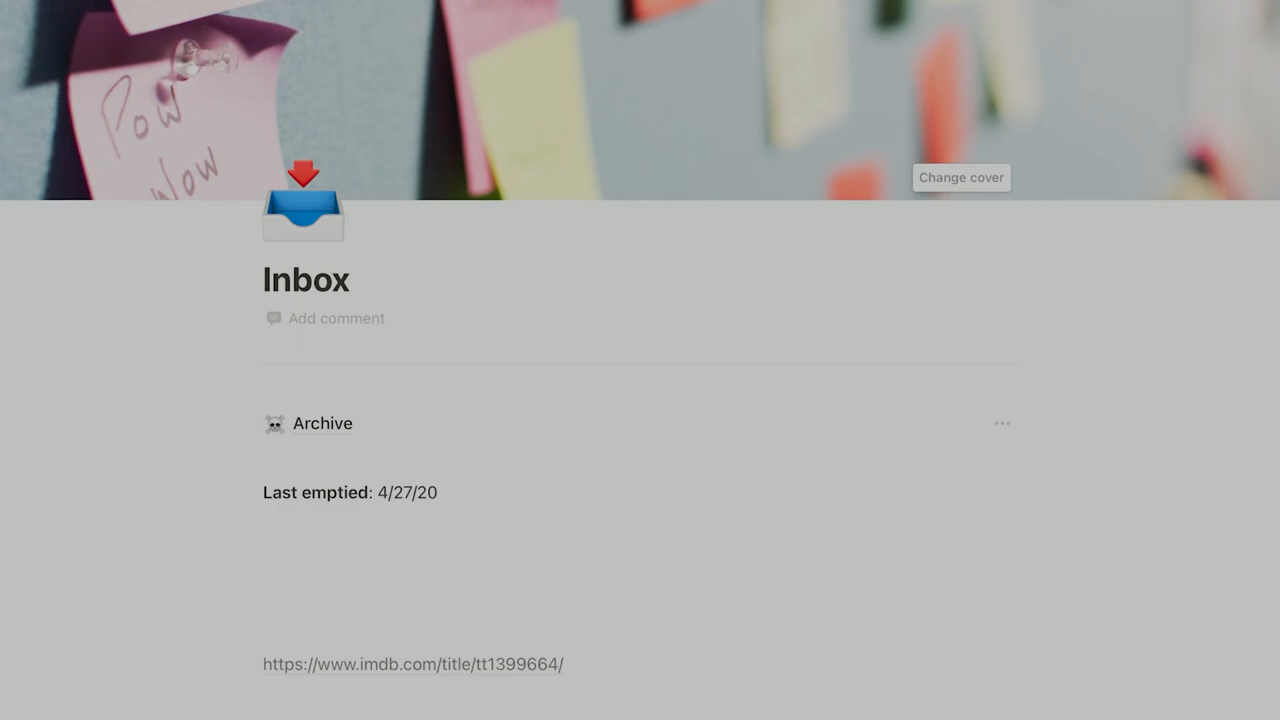 Pow
Wow
Change cover
Inbox
Add comment
Archive
Last emptied: 4/27/20
https://www.imdb.com/title/tt1399664/